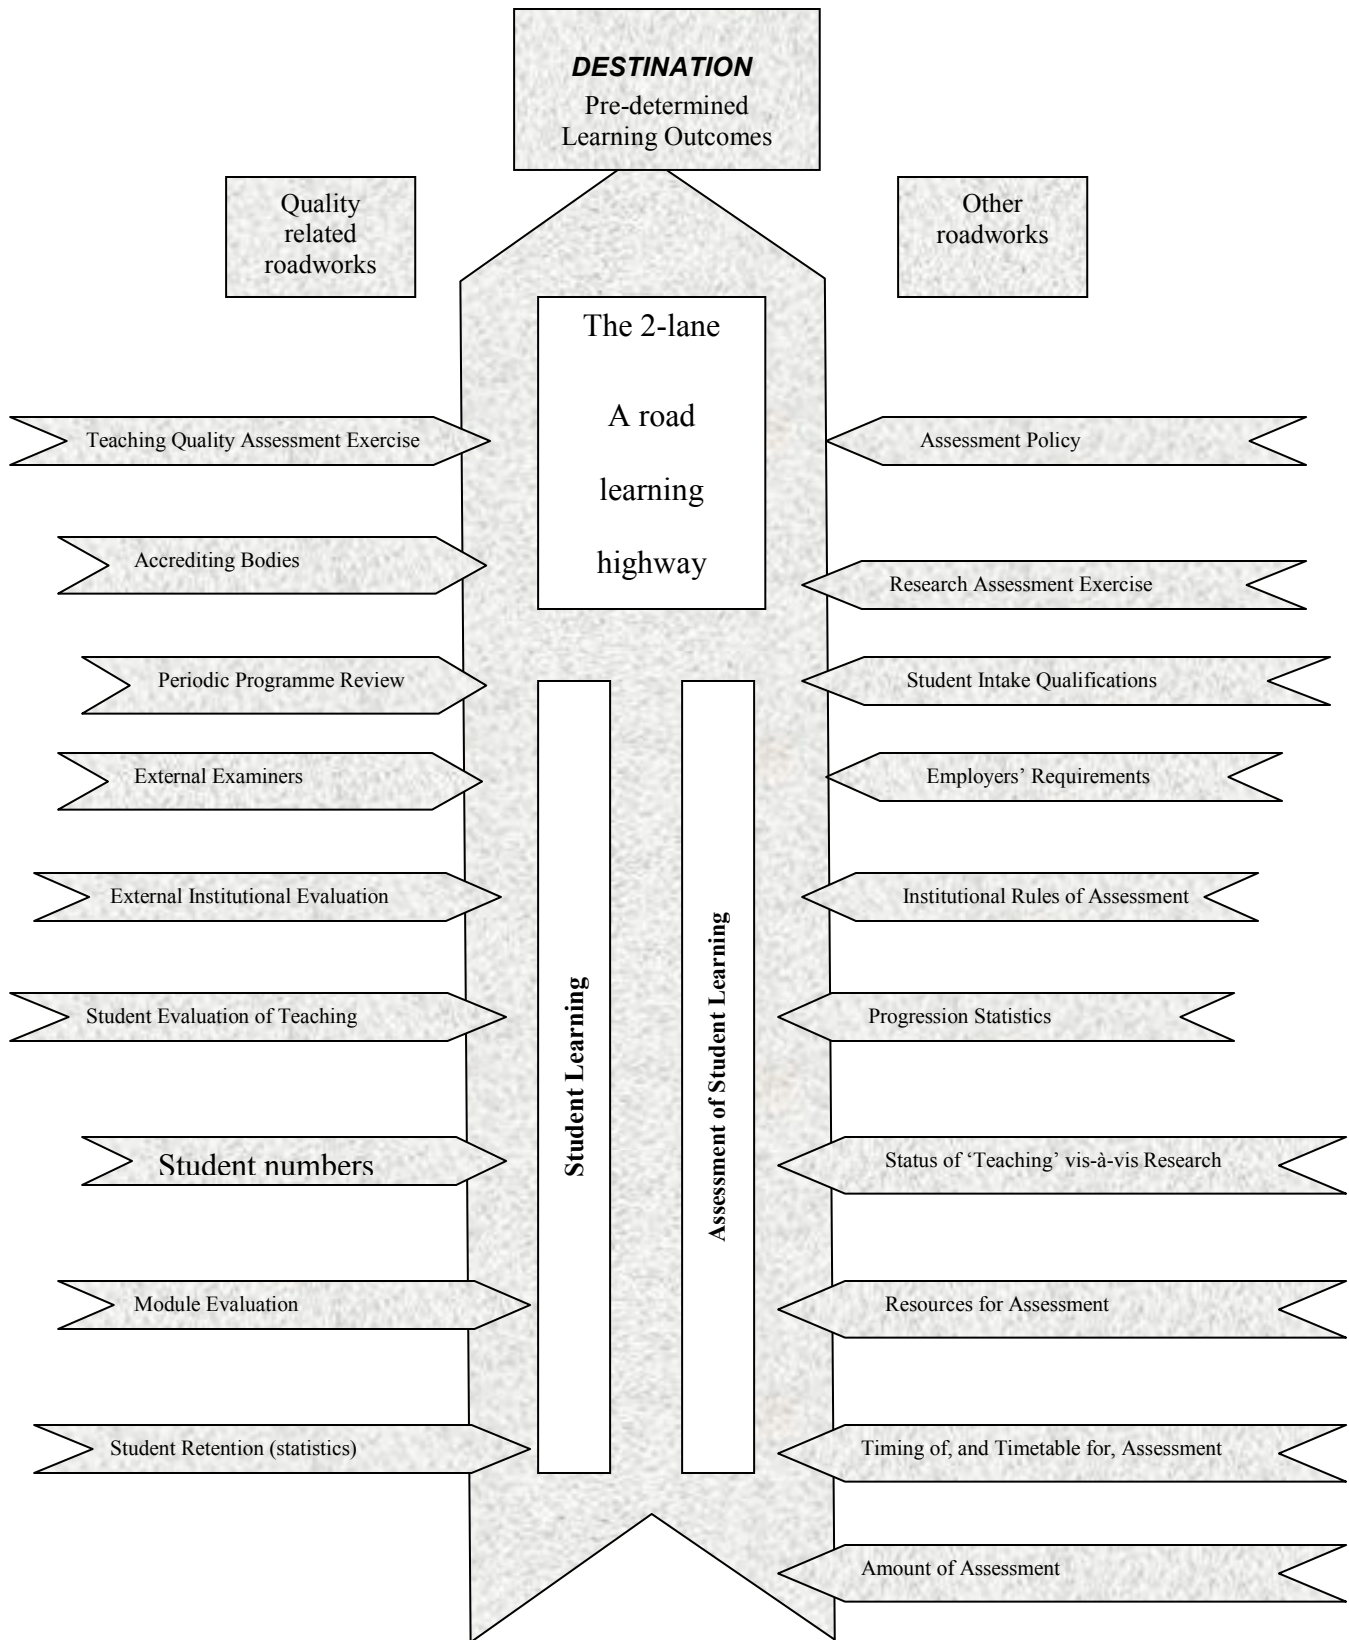 DESTINATION
Pre-determined
Learning Outcomes
Quality
related
roadworks
Other
roadworks
The 2-lane
A road
learning
highway
Teaching Quality Assessment Exercise
Assessment Policy
Accrediting Bodies
Research Assessment Exercise
Periodic Programme Review
Student Intake Qualifications
External Examiners
Employers’ Requirements
External Institutional Evaluation
Institutional Rules of Assessment
Student Evaluation of Teaching
Progression Statistics
Student Learning
Assessment of Student Learning
Student numbers
Status of ‘Teaching’ vis-à-vis Research
Module Evaluation
Resources for Assessment
Student Retention (statistics)
Timing of, and Timetable for, Assessment
Amount of Assessment